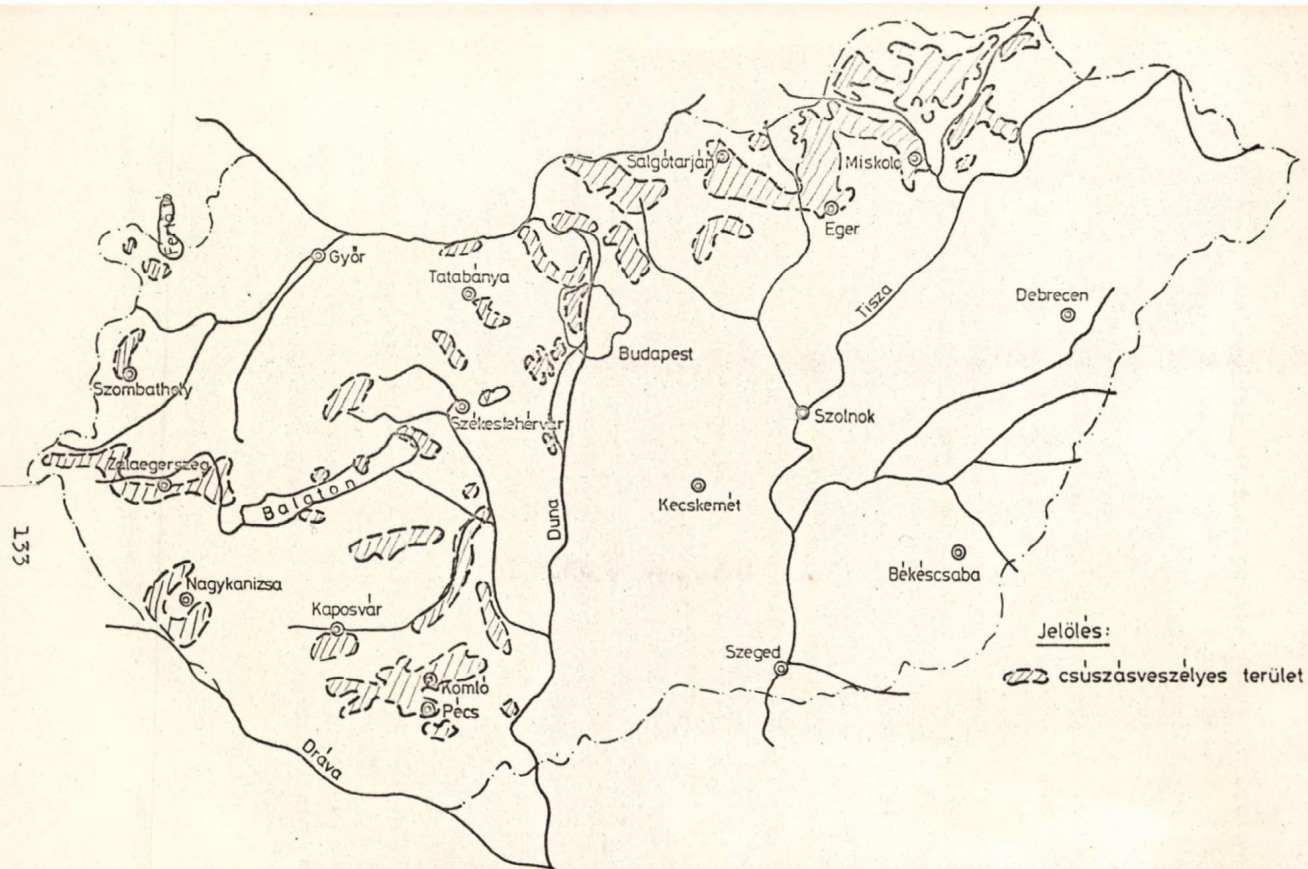 Salgótarján
Miskolc
Eger
Fertő
Győr
Tatabánya
Tisza
Debrecen
Budapest
Szombathely
Székesfehérvár
Szolnok
Zalaegerszeg
Balaton
Duna
Kecskemét
133
Békéscsaba
Nagykanizsa
Kaposvár
Jelölés:
Szeged
csúszásveszélyes terület
Komló
Pécs
Dráva